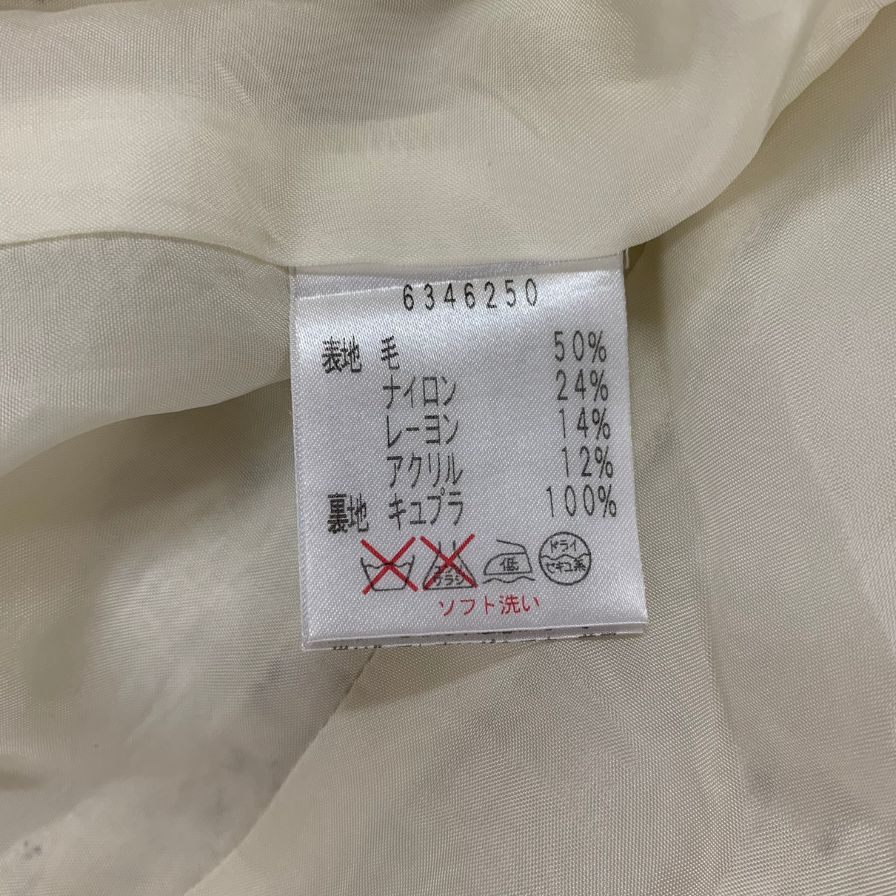 6346250
表地 毛 50%
ナイロン 24%
レーヨン 14%
アクリル 12%
裏地 キュプラ 100%
サラシ 低 ドライ
セキユ系
ソフト洗い